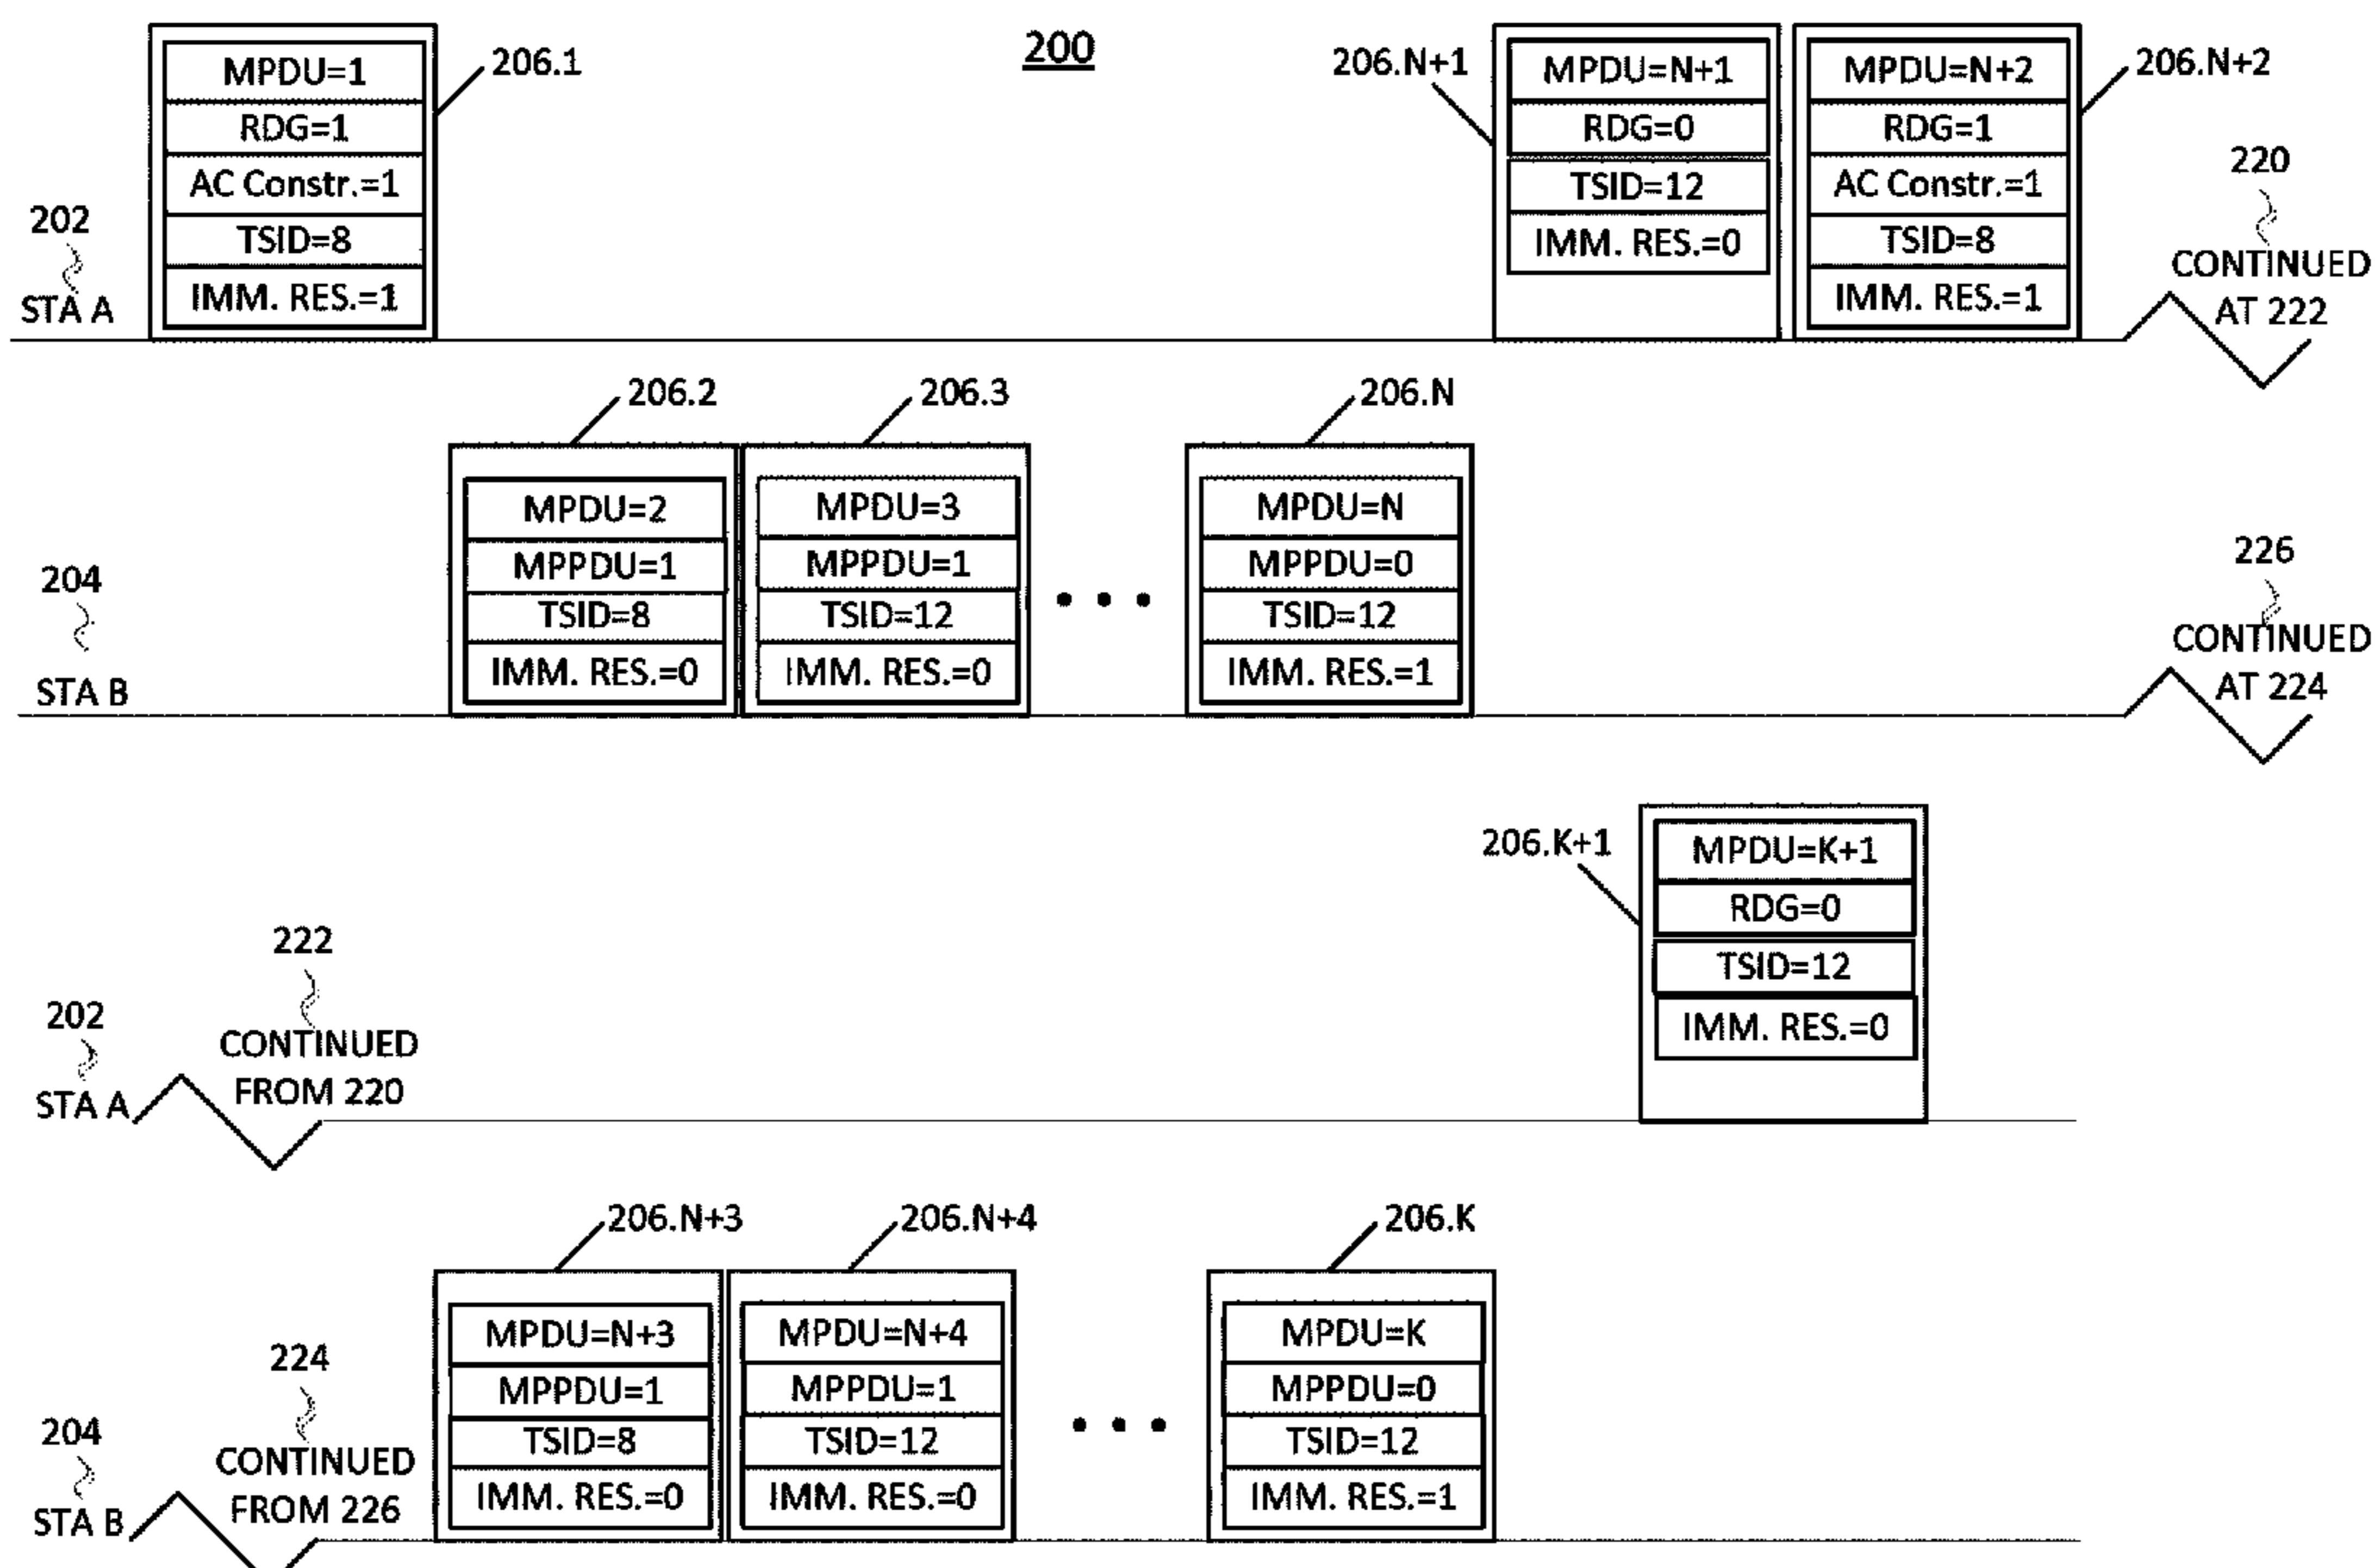 200
206.1
MPDU=1
RDG=1
AC Constr.=1
TSID=8
IMM. RES.=1
206.N+1
MPDU=N+1
RDG=0
TSID=12
IMM. RES.=0
206.N+2
MPDU=N+2
RDG=1
AC Constr.=1
TSID=8
IMM. RES.=1
202
STA A
220
CONTINUED
AT 222
206.2
MPDU=2
MPPDU=1
TSID=8
IMM. RES.=0
206.3
MPDU=3
MPPDU=1
TSID=12
IMM. RES.=0
• • •
206.N
MPDU=N
MPPDU=0
TSID=12
IMM. RES.=1
204
STA B
226
CONTINUED
AT 224
206.K+1
MPDU=K+1
RDG=0
TSID=12
IMM. RES.=0
202
STA A
222
CONTINUED
FROM 220
206.N+3
MPDU=N+3
MPPDU=1
TSID=8
IMM. RES.=0
206.N+4
MPDU=N+4
MPPDU=1
TSID=12
IMM. RES.=0
• • •
206.K
MPDU=K
MPPDU=0
TSID=12
IMM. RES.=1
204
STA B
224
CONTINUED
FROM 226